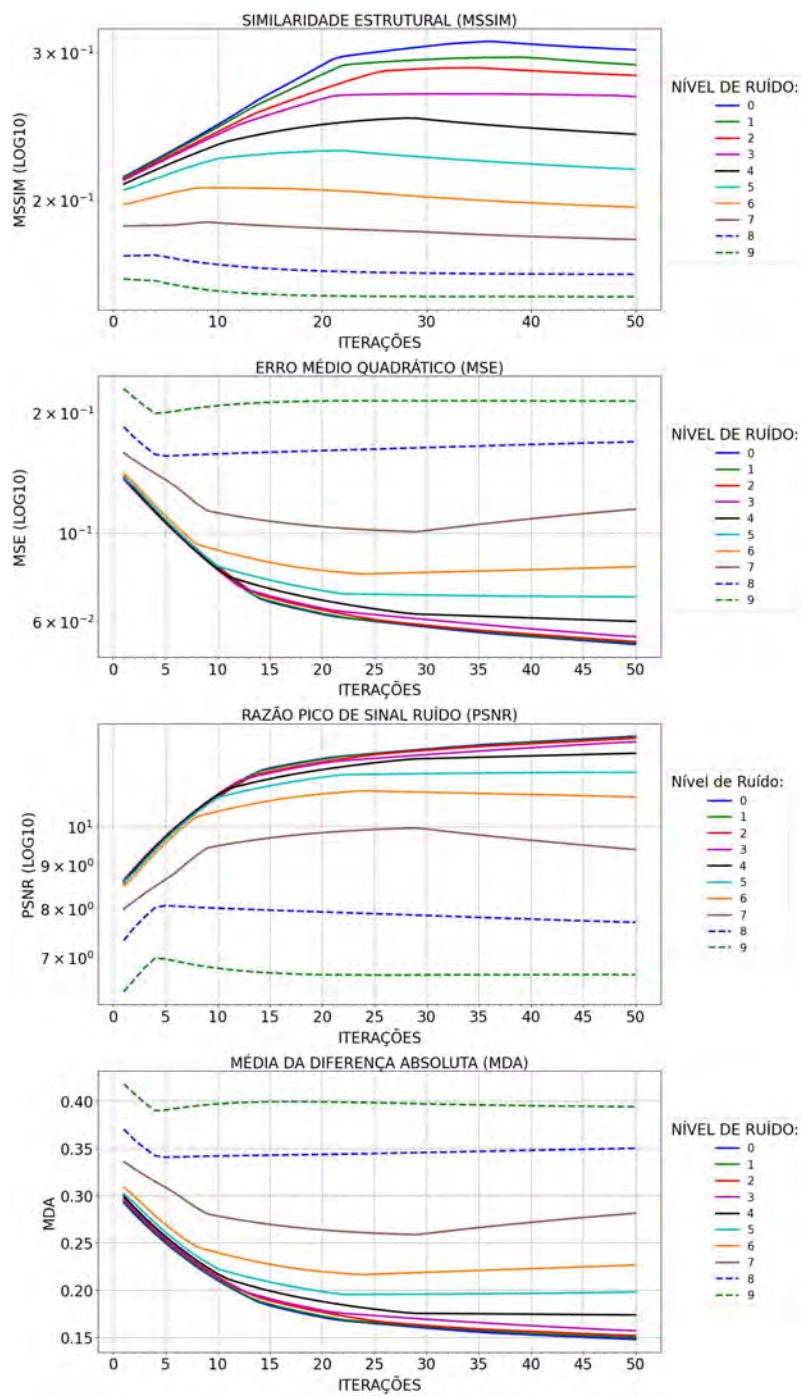 SIMILARIDADE ESTRUTURAL (MSSIM)
3 × 10⁻¹
2 × 10⁻¹
MSSIM (LOG10)
0 10 20 30 40 50
ITERAÇÕES
NÍVEL DE RUÍDO:
0
1
2
3
4
5
6
7
8
9
ERRO MÉDIO QUADRÁTICO (MSE)
2 × 10⁻¹
10⁻¹
6 × 10⁻²
MSE (LOG10)
0 5 10 15 20 25 30 35 40 45 50
ITERAÇÕES
NÍVEL DE RUÍDO:
0
1
2
3
4
5
6
7
8
9
RAZÃO PICO DE SINAL RUÍDO (PSNR)
10¹
9 × 10⁰
8 × 10⁰
7 × 10⁰
PSNR (LOG10)
0 5 10 15 20 25 30 35 40 45 50
ITERAÇÕES
Nível de Ruído:
0
1
2
3
4
5
6
7
8
9
MÉDIA DA DIFERENÇA ABSOLUTA (MDA)
0.40
0.35
0.30
0.25
0.20
0.15
MDA
0 5 10 15 20 25 30 35 40 45 50
ITERAÇÕES
NÍVEL DE RUÍDO:
0
1
2
3
4
5
6
7
8
9